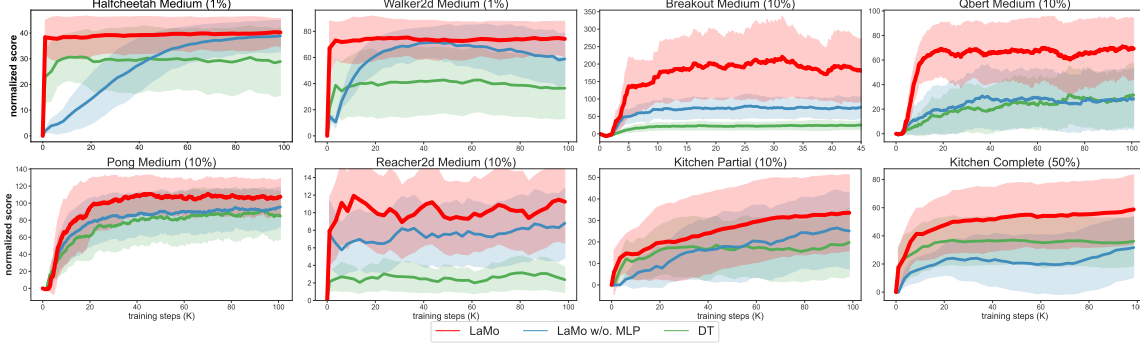 Halfcheetah Medium (1%)
Walker2d Medium (1%)
Breakout Medium (10%)
Qbert Medium (10%)
normalized score
40
30
20
10
0
0 20 40 60 80 100
80
60
40
20
0
0 20 40 60 80 100
350
300
250
200
150
100
50
0
0 5 10 15 20 25 30 35 40 45
100
80
60
40
20
0
0 20 40 60 80 100
Pong Medium (10%)
Reacher2d Medium (10%)
Kitchen Partial (10%)
Kitchen Complete (50%)
normalized score
140
120
100
80
60
40
20
0
0 20 40 60 80 100
training steps (K)
14
12
10
8
6
4
2
0
0 20 40 60 80 100
training steps (K)
50
40
30
20
10
0
0 20 40 60 80 100
training steps (K)
80
60
40
20
0
0 20 40 60 80 100
training steps (K)
LaMo
LaMo w/o. MLP
DT